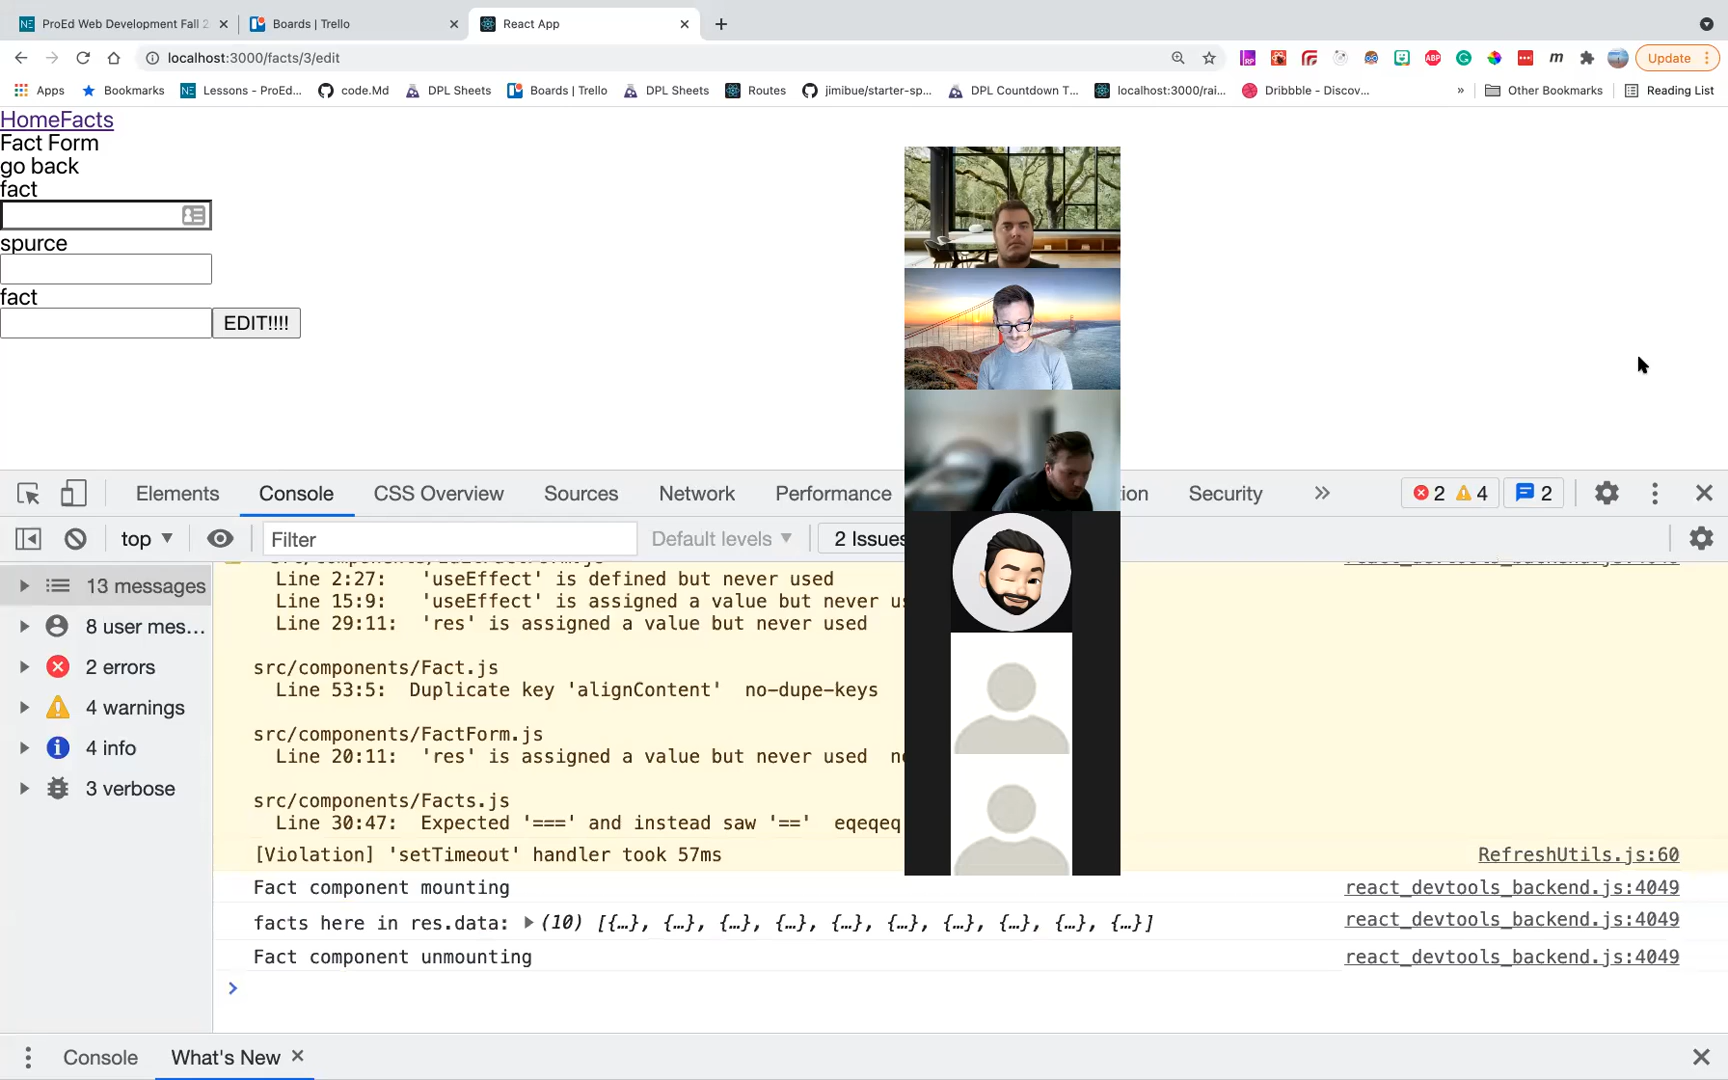 ProEd Web Development Fall 2
Boards | Trello
React App
localhost:3000/facts/3/edit
Update
Apps
Bookmarks
Lessons - ProEd...
code.Md
DPL Sheets
Boards | Trello
DPL Sheets
Routes
jimibue/starter-sp...
DPL Countdown T...
localhost:3000/rai...
Dribbble - Discov...
»
Other Bookmarks
Reading List
HomeFacts
Fact Form
go back
fact
spurce
fact
EDIT!!!!
Elements
Console
CSS Overview
Sources
Network
Performance
tion
Security
2
4
2
top
Filter
Default levels
2 Issues
13 messages
8 user mes...
2 errors
4 warnings
4 info
3 verbose
Line 2:27: 'useEffect' is defined but never used
Line 15:9: 'useEffect' is assigned a value but never us
Line 29:11: 'res' is assigned a value but never used
src/components/Fact.js
Line 53:5: Duplicate key 'alignContent' no-dupe-keys
src/components/FactForm.js
Line 20:11: 'res' is assigned a value but never used
src/components/Facts.js
Line 30:47: Expected '===' and instead saw '==' eqeqeq
[Violation] 'setTimeout' handler took 57ms
RefreshUtils.js:60
Fact component mounting
react_devtools_backend.js:4049
facts here in res.data: (10) [{…}, {…}, {…}, {…}, {…}, {…}, {…}, {…}, {…}, {…}]
react_devtools_backend.js:4049
Fact component unmounting
react_devtools_backend.js:4049
Console
What's New